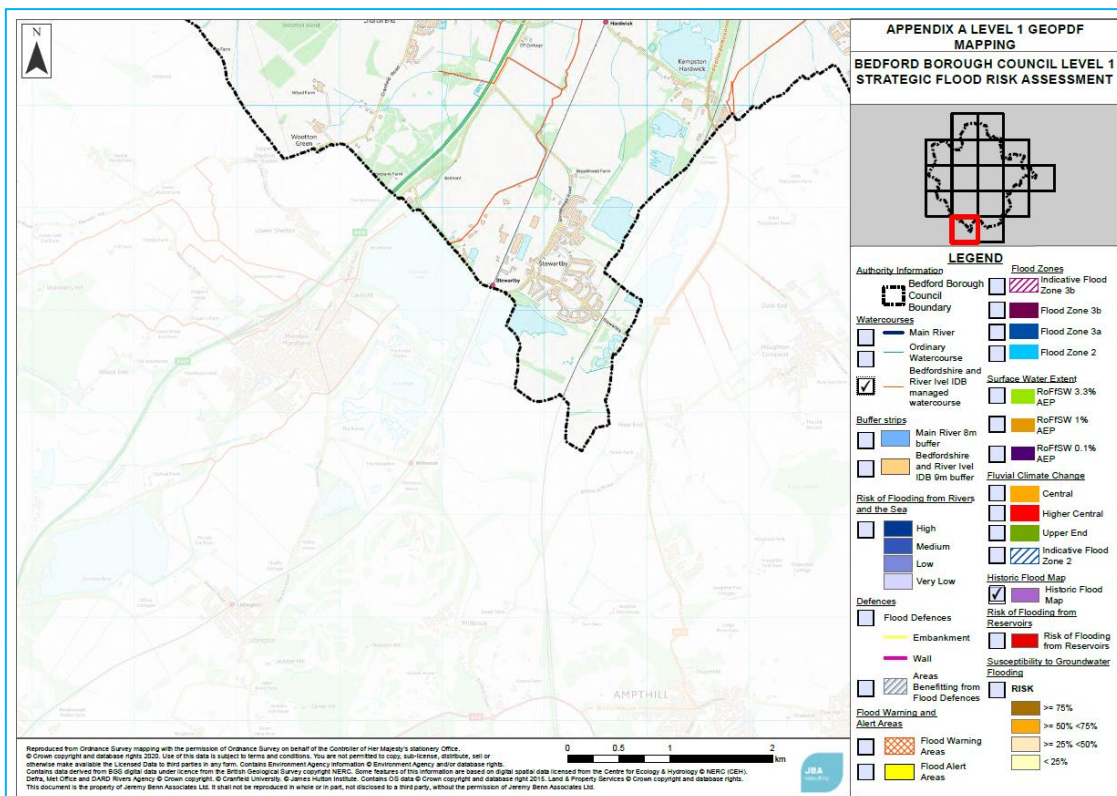 APPENDIX A LEVEL 1 GEOPDF
MAPPING
BEDFORD BOROUGH COUNCIL LEVEL 1
STRATEGIC FLOOD RISK ASSESSMENT
N
Hardwick
Kempston
Hardwick
Wood Farm
Wootton
Green
Lower Shelton
Stewartby
Stewartby
Lidlington
Millbrook
AMPTHILL
LEGEND
Authority Information
Bedford Borough
Council
Boundary
Watercourses
Main River
Ordinary
Watercourse
Bedfordshire and
River Ivel IDB
managed
watercourse
Buffer strips
Main River 8m
buffer
Bedfordshire
and River Ivel
IDB 9m buffer
Risk of Flooding from Rivers
and the Sea
High
Medium
Low
Very Low
Defences
Flood Defences
Embankment
Wall
Areas
Benefitting from
Flood Defences
Flood Warning and
Alert Areas
Flood Warning
Areas
Flood Alert
Areas
Flood Zones
Indicative Flood
Zone 3b
Flood Zone 3b
Flood Zone 3a
Flood Zone 2
Surface Water Extent
RoFfSW 3.3%
AEP
RoFfSW 1%
AEP
RoFfSW 0.1%
AEP
Fluvial Climate Change
Central
Higher Central
Upper End
Indicative Flood
Zone 2
Historic Flood Map
Historic Flood
Map
Risk of Flooding from
Reservoirs
Risk of Flooding
from Reservoirs
Susceptibility to Groundwater
Flooding
RISK
>= 75%
>= 50% <75%
>= 25% <50%
< 25%
Reproduced from Ordnance Survey mapping with the permission of Ordnance Survey on behalf of the Controller of Her Majesty's stationery Office.
© Crown copyright and database rights 2020. Use of this data is subject to terms and conditions. You are not permitted to copy, sub-license, distribute, sell or
otherwise make available the Licensed Data to third parties in any form. Contains Environment Agency information © Environment Agency and/or database rights.
Contains data derived from BGS digital data under licence from the British Geological Survey copyright NERC. Some features of this information are based on digital spatial data licensed from the Centre for Ecology & Hydrology © NERC (CEH).
Defra, Met Office and DARD Rivers Agency © Crown copyright. © Cranfield University. © James Hutton Institute. Contains OS data © Crown copyright and database right 2015. Land & Property Services © Crown copyright and database rights.
This document is the property of Jeremy Benn Associates Ltd. It shall not be reproduced in whole or in part, nor disclosed to a third party, without the permission of Jeremy Benn Associates Ltd.
0 0.5 1 2
km
JBA
consulting